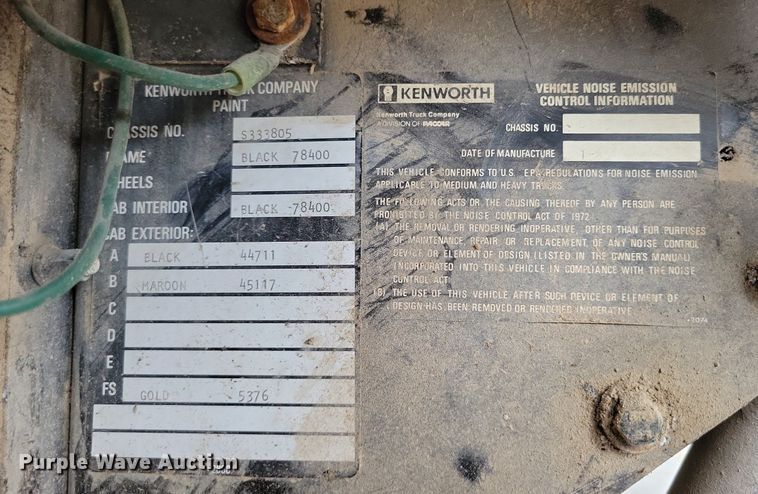 KENWORTH TRUCK COMPANY
PAINT
CHASSIS NO. S333805
FRAME BLACK 78400
WHEELS
CAB INTERIOR BLACK -78400
CAB EXTERIOR:
A BLACK 44711
B MAROON 45117
C
D
E
FS GOLD 5376
KENWORTH
Kenworth Truck Company
A DIVISION OF PACCAR
VEHICLE NOISE EMISSION
CONTROL INFORMATION
CHASSIS NO.
DATE OF MANUFACTURE
THIS VEHICLE CONFORMS TO U.S. EPA REGULATIONS FOR NOISE EMISSION
APPLICABLE TO MEDIUM AND HEAVY TRUCKS.
THE FOLLOWING ACTS OR THE CAUSING THEREOF BY ANY PERSON ARE
PROHIBITED BY THE NOISE CONTROL ACT OF 1972
(A) THE REMOVAL OR RENDERING INOPERATIVE, OTHER THAN FOR PURPOSES
OF MAINTENANCE, REPAIR, OR REPLACEMENT OF ANY NOISE CONTROL
DEVICE OR ELEMENT OF DESIGN (LISTED IN THE OWNER'S MANUAL)
INCORPORATED INTO THIS VEHICLE IN COMPLIANCE WITH THE NOISE
CONTROL ACT
(B) THE USE OF THIS VEHICLE AFTER SUCH DEVICE OR ELEMENT OF
DESIGN HAS BEEN REMOVED OR RENDERED INOPERATIVE.
Purple Wave Auction